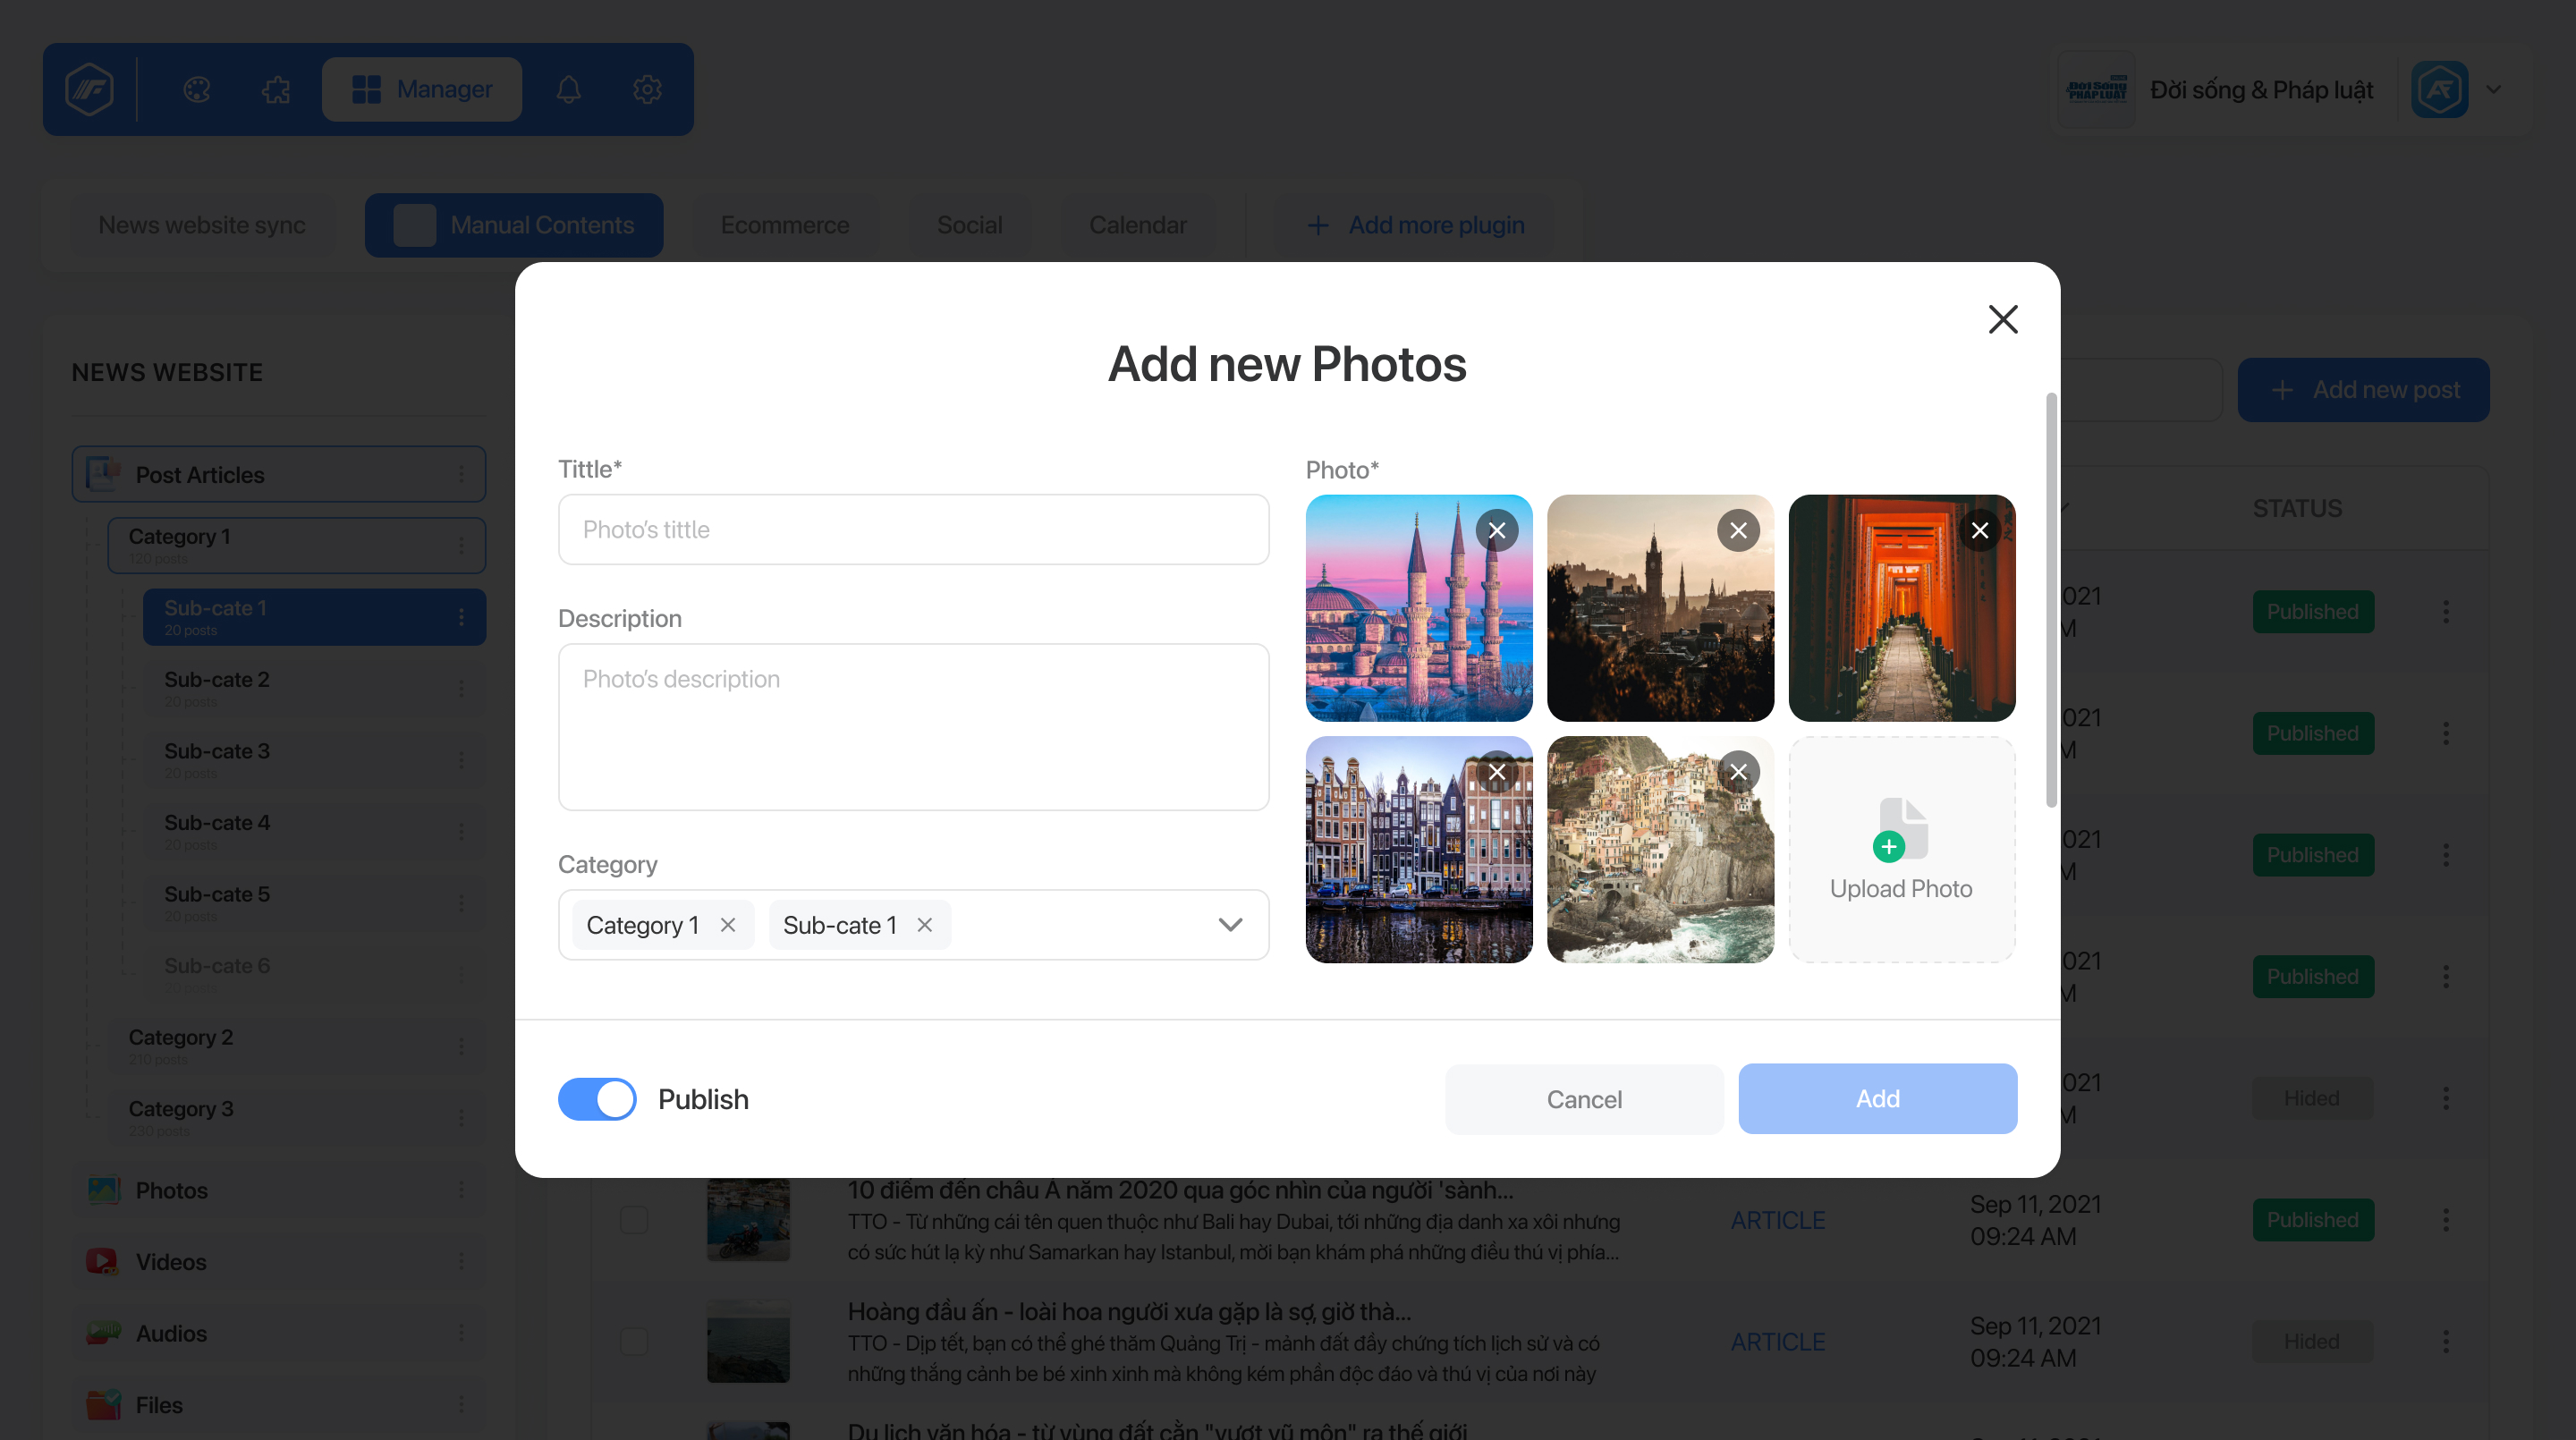 Manager
Đời Sống
PHÁP LUẬT
Đời sống & Pháp luật
News website sync
Manual Contents
Ecommerce
Social
Calendar
Add more plugin
NEWS WEBSITE
Post Articles
Category 1
120 posts
Sub-cate 1
20 posts
Sub-cate 2
20 posts
Sub-cate 3
20 posts
Sub-cate 4
20 posts
Sub-cate 5
20 posts
Sub-cate 6
20 posts
Category 2
210 posts
Category 3
230 posts
Photos
Videos
Audios
Files
Add new Photos
Tittle*
Photo’s tittle
Description
Photo’s description
Category
Category 1
Sub-cate 1
Photo*
Upload Photo
Publish
Cancel
Add
Add new post
STATUS
021
M
Published
021
M
Published
021
M
Published
021
M
Published
021
M
Hided
10 điểm đến châu Á năm 2020 qua góc nhìn của người 'sành...
TTO - Từ những cái tên quen thuộc như Bali hay Dubai, tới những địa danh xa xôi nhưng
có sức hút lạ kỳ như Samarkan hay Istanbul, mời bạn khám phá những điều thú vị phía...
ARTICLE
Sep 11, 2021
09:24 AM
Published
Hoàng đầu ấn - loài hoa người xưa gặp là sợ, giờ thà...
TTO - Dịp tết, bạn có thể ghé thăm Quảng Trị - mảnh đất đầy chứng tích lịch sử và có
những thắng cảnh be bé xinh xinh mà không kém phần độc đáo và thú vị của nơi này
ARTICLE
Sep 11, 2021
09:24 AM
Hided
Du lịch văn hóa - từ vùng đất cằn "vượt vũ môn" ra thế giới